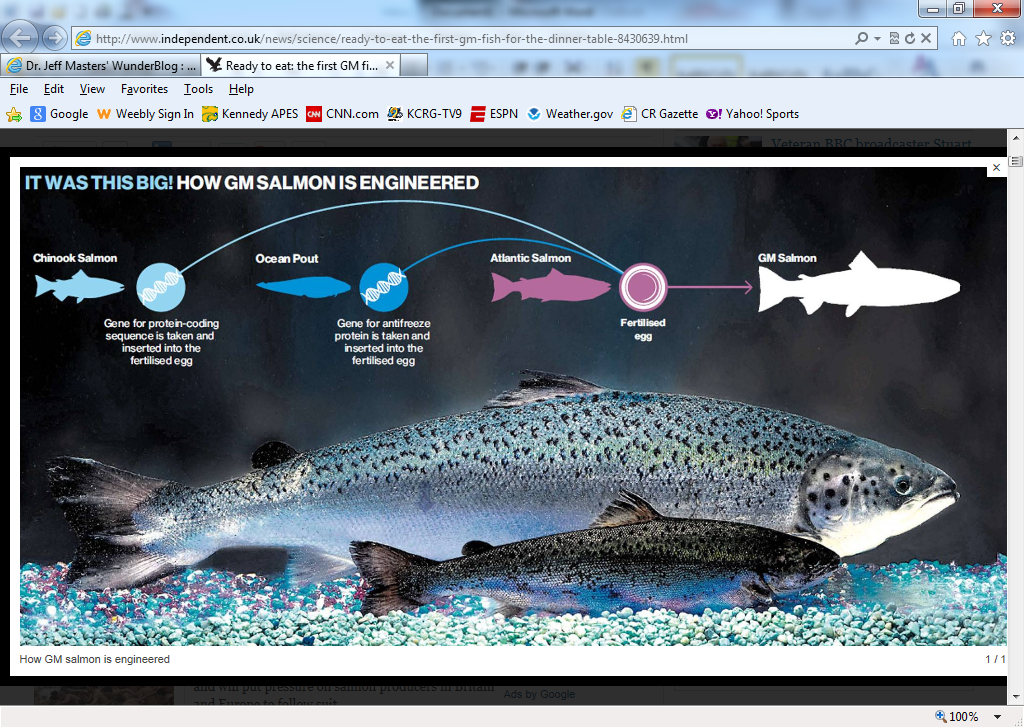 http://www.independent.co.uk/news/science/ready-to-eat-the-first-gm-fish-for-the-dinner-table-8430639.html
Dr. Jeff Masters' WunderBlog : ...
Ready to eat: the first GM fi...
File Edit View Favorites Tools Help
Google Weebly Sign In Kennedy APES CNN.com KCRG-TV9 ESPN Weather.gov CR Gazette Yahoo! Sports
Veteran BBC broadcaster Stuart
IT WAS THIS BIG! HOW GM SALMON IS ENGINEERED
Chinook Salmon
Gene for protein-coding
sequence is taken and
inserted into the
fertilised egg
Ocean Pout
Gene for antifreeze
protein is taken and
inserted into the
fertilised egg
Atlantic Salmon
Fertilised
egg
GM Salmon
How GM salmon is engineered
1 / 1
and will put pressure on salmon producers in Britain
and Europe to follow suit
Ads by Google
100%